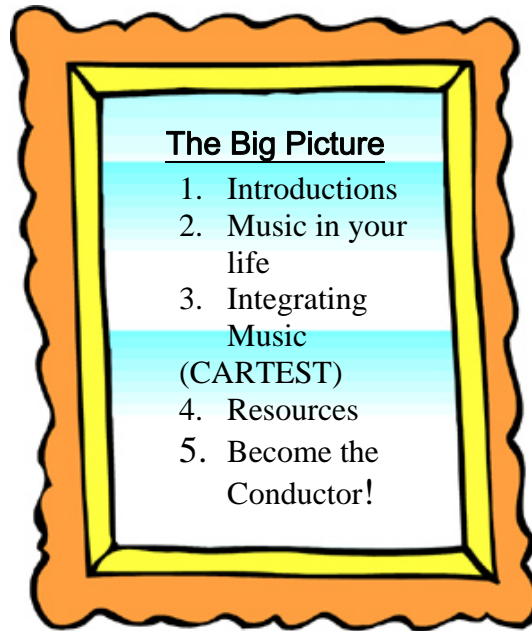 The Big Picture
1. Introductions
2. Music in your
life
3. Integrating
Music
(CARTEST)
4. Resources
5. Become the
Conductor!